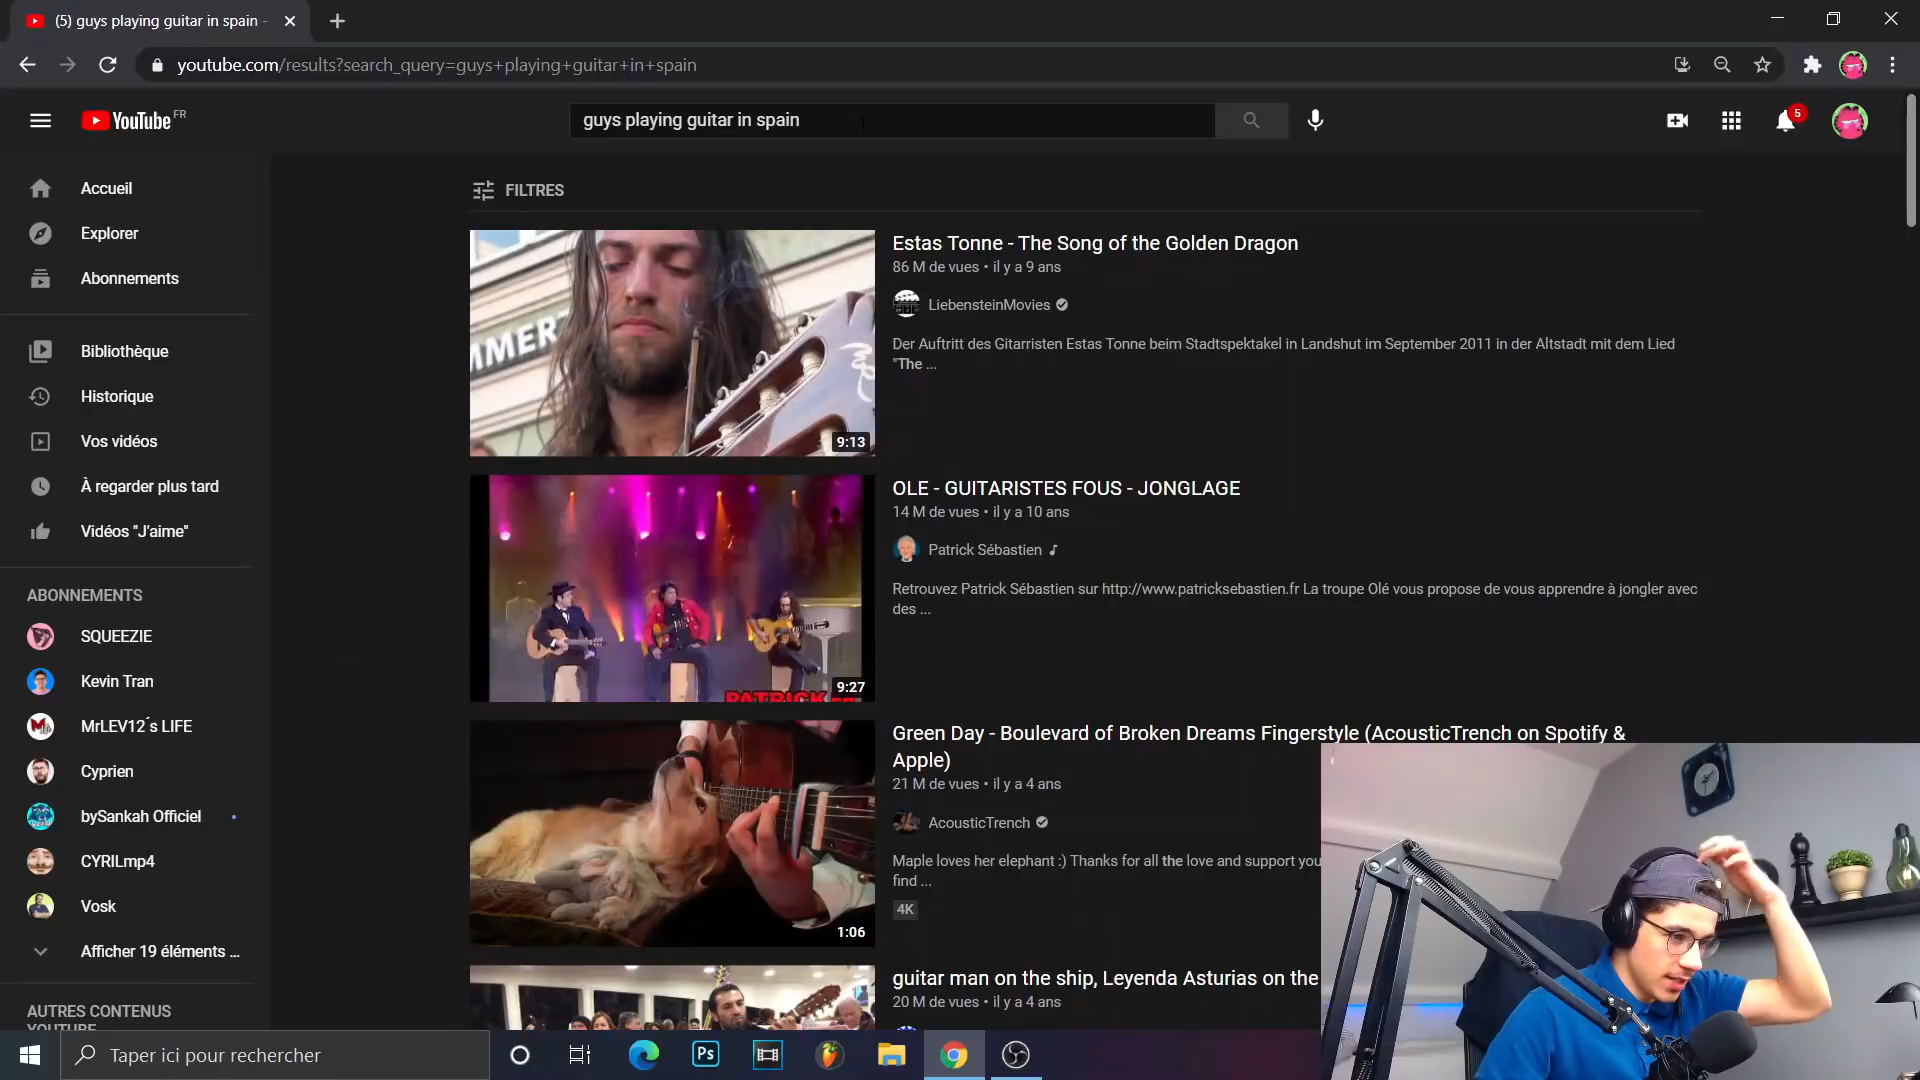 (5) guys playing guitar in spain -
youtube.com/results?search_query=guys+playing+guitar+in+spain
YouTube FR
guys playing guitar in spain
5
Accueil
Explorer
Abonnements
Bibliothèque
Historique
Vos vidéos
À regarder plus tard
Vidéos "J'aime"
ABONNEMENTS
SQUEEZIE
Kevin Tran
MrLEV12´s LIFE
Cyprien
bySankah Officiel
CYRILmp4
Vosk
Afficher 19 éléments ...
AUTRES CONTENUS
YOUTUBE
FILTRES
9:13
Estas Tonne - The Song of the Golden Dragon
86 M de vues • il y a 9 ans
LiebensteinMovies
Der Auftritt des Gitarristen Estas Tonne beim Stadtspektakel in Landshut im September 2011 in der Altstadt mit dem Lied
"The ...
9:27
OLE - GUITARISTES FOUS - JONGLAGE
14 M de vues • il y a 10 ans
Patrick Sébastien
Retrouvez Patrick Sébastien sur http://www.patricksebastien.fr La troupe Olé vous propose de vous apprendre à jongler avec
des ...
1:06
Green Day - Boulevard of Broken Dreams Fingerstyle (AcousticTrench on Spotify &
Apple)
21 M de vues • il y a 4 ans
AcousticTrench
Maple loves her elephant :) Thanks for all the love and support you
find ...
4K
guitar man on the ship, Leyenda Asturias on the
20 M de vues • il y a 4 ans
Taper ici pour rechercher
Ps